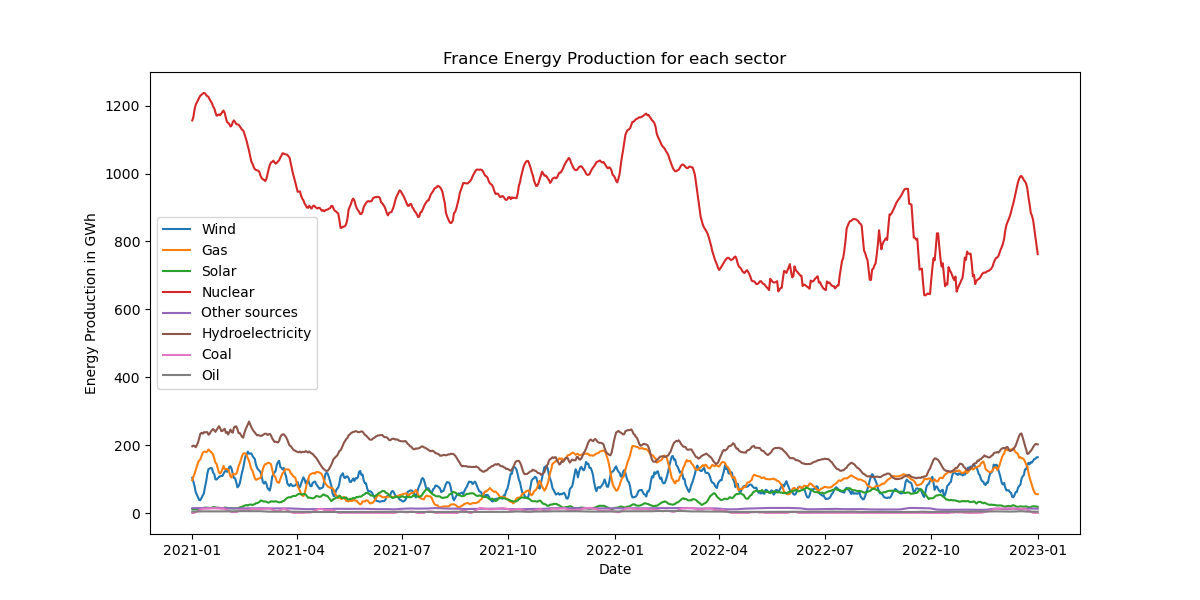 France Energy Production for each sector
Energy Production in GWh
1200
1000
800
600
400
200
0
Wind
Gas
Solar
Nuclear
Other sources
Hydroelectricity
Coal
Oil
2021-01 2021-04 2021-07 2021-10 2022-01 2022-04 2022-07 2022-10 2023-01
Date